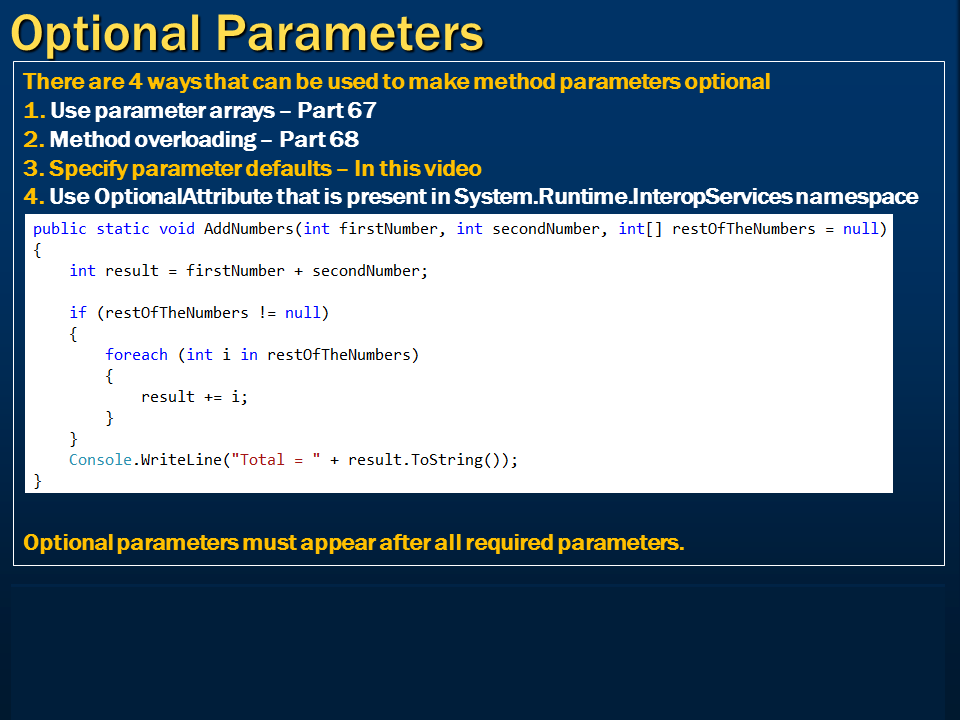 Optional Parameters
There are 4 ways that can be used to make method parameters optional
1. Use parameter arrays – Part 67
2. Method overloading – Part 68
3. Specify parameter defaults – In this video
4. Use OptionalAttribute that is present in System.Runtime.InteropServices namespace
public static void AddNumbers(int firstNumber, int secondNumber, int[] restOfTheNumbers = null)
{
    int result = firstNumber + secondNumber;
    if (restOfTheNumbers != null)
    {
        foreach (int i in restOfTheNumbers)
        {
            result += i;
        }
    }
    Console.WriteLine("Total = " + result.ToString());
}
Optional parameters must appear after all required parameters.